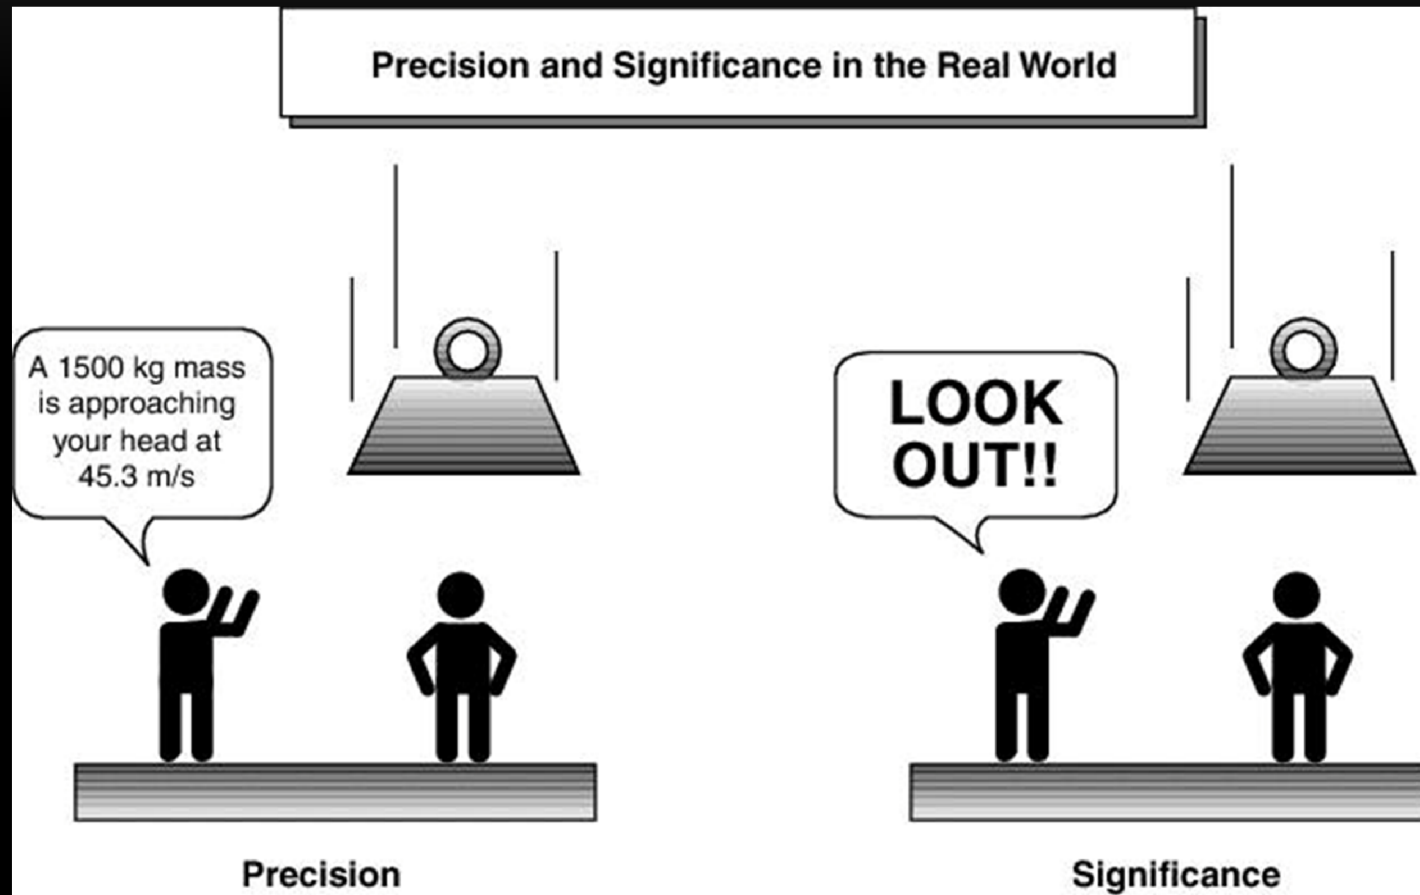 Precision and Significance in the Real World
A 1500 kg mass
is approaching
your head at
45.3 m/s
LOOK
OUT!!
Precision
Significance